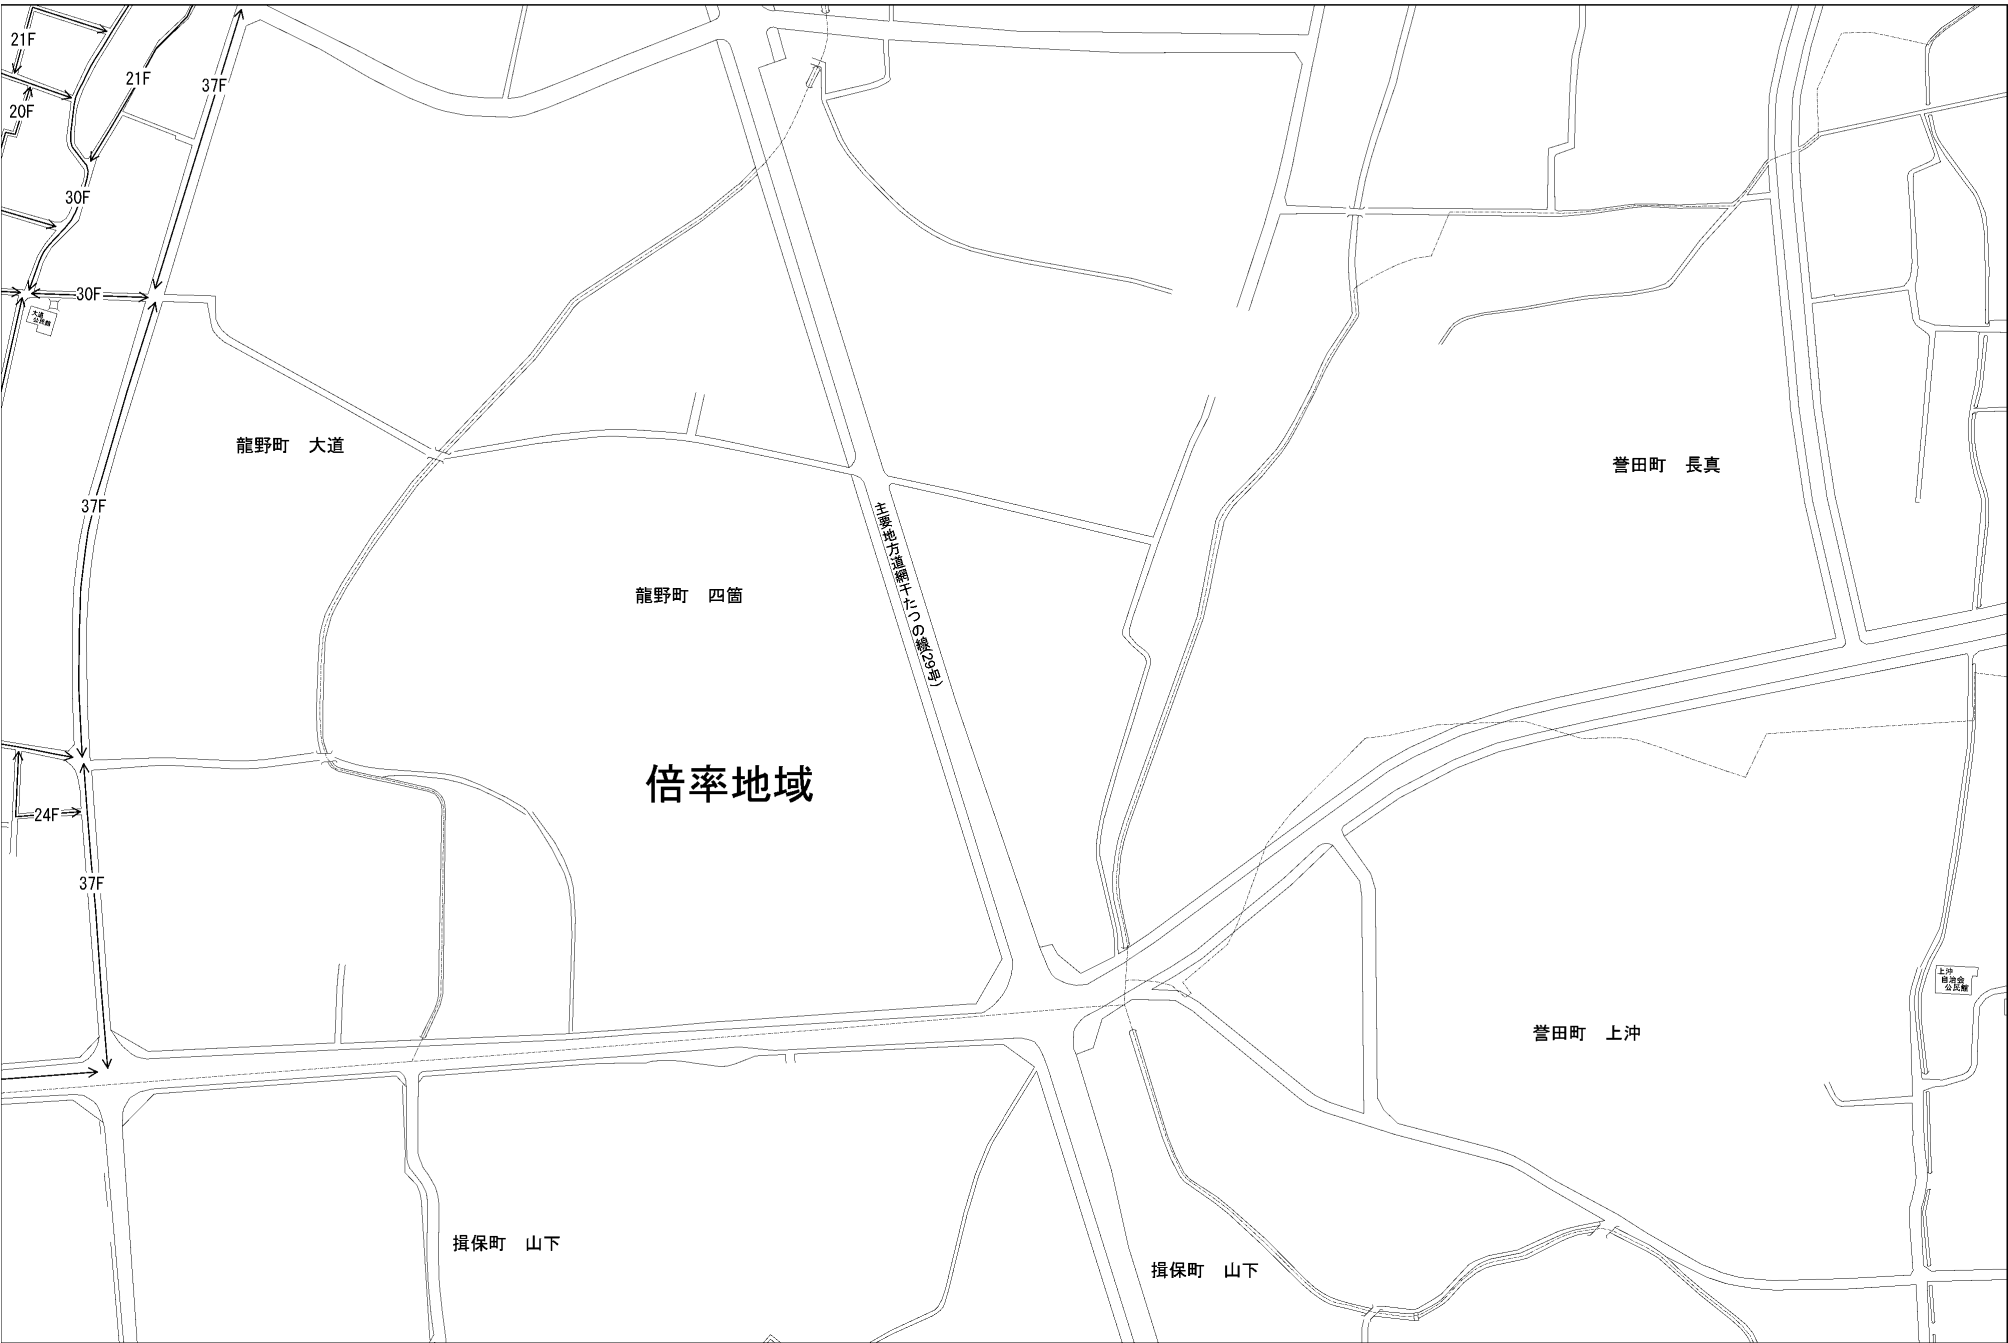 21F
21F
37F
20F
30F
30F
大道
公民館
龍野町　大道
誉田町　長真
37F
主要地方道網干たつの線(29号)
龍野町　四箇
倍率地域
24F
37F
上沖
自治会
公民館
誉田町　上沖
揖保町　山下
揖保町　山下